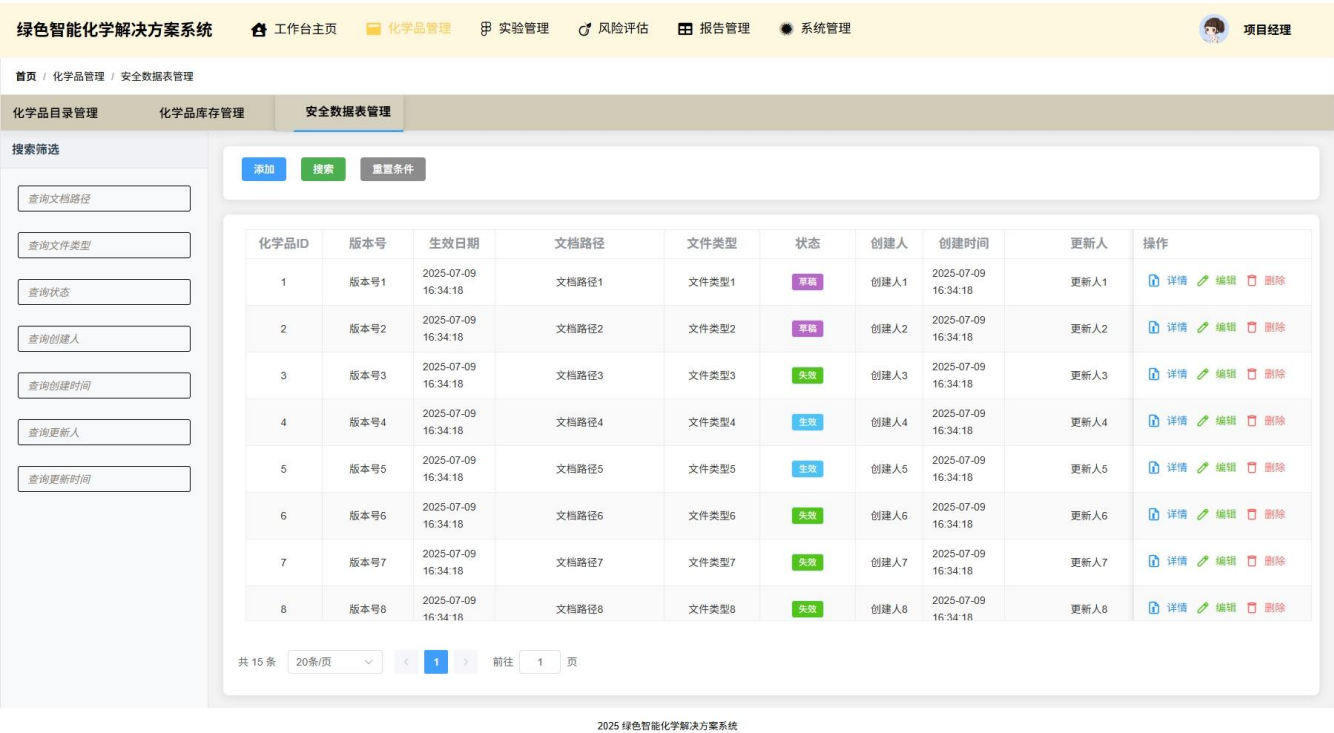 绿色智能化学解决方案系统 工作台主页 化学品管理 实验管理 风险评估 报告管理 系统管理 项目经理
首页 / 化学品管理 / 安全数据表管理
化学品目录管理 化学品库存管理 安全数据表管理
搜索筛选
查询文档路径
查询文件类型
查询状态
查询创建人
查询创建时间
查询更新人
查询更新时间
添加 搜索 重置条件
化学品ID 版本号 生效日期 文档路径 文件类型 状态 创建人 创建时间 更新人 操作
1 版本号1 2025-07-09 16:34:18 文档路径1 文件类型1 草稿 创建人1 2025-07-09 16:34:18 更新人1 详情 编辑 删除
2 版本号2 2025-07-09 16:34:18 文档路径2 文件类型2 草稿 创建人2 2025-07-09 16:34:18 更新人2 详情 编辑 删除
3 版本号3 2025-07-09 16:34:18 文档路径3 文件类型3 失效 创建人3 2025-07-09 16:34:18 更新人3 详情 编辑 删除
4 版本号4 2025-07-09 16:34:18 文档路径4 文件类型4 生效 创建人4 2025-07-09 16:34:18 更新人4 详情 编辑 删除
5 版本号5 2025-07-09 16:34:18 文档路径5 文件类型5 生效 创建人5 2025-07-09 16:34:18 更新人5 详情 编辑 删除
6 版本号6 2025-07-09 16:34:18 文档路径6 文件类型6 失效 创建人6 2025-07-09 16:34:18 更新人6 详情 编辑 删除
7 版本号7 2025-07-09 16:34:18 文档路径7 文件类型7 失效 创建人7 2025-07-09 16:34:18 更新人7 详情 编辑 删除
8 版本号8 2025-07-09 16:34:18 文档路径8 文件类型8 失效 创建人8 2025-07-09 16:34:18 更新人8 详情 编辑 删除
共 15 条 20条/页 1 前往 1 页
2025 绿色智能化学解决方案系统